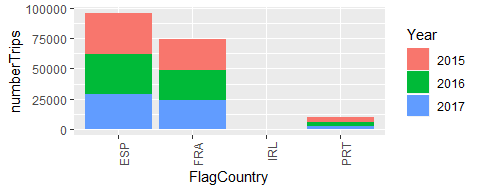 100000
75000
50000
25000
0
numberTrips
ESP
FRA
IRL
PRT
FlagCountry
Year
2015
2016
2017